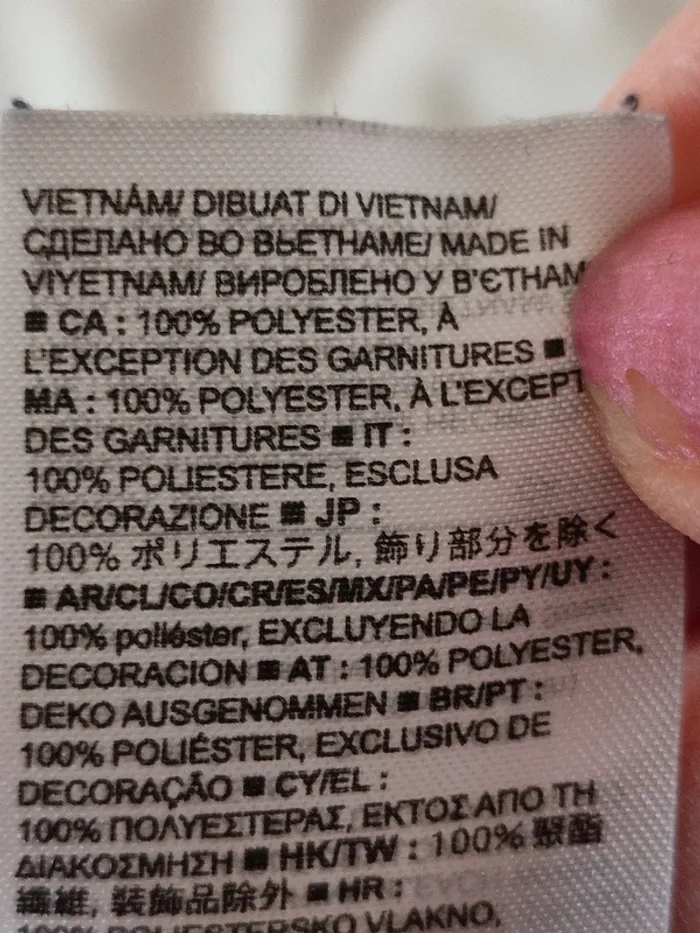 VIETNÁM/ DIBUAT DI VIETNAM/
СДЕЛАНО ВО ВЬЕТНАМЕ/ MADE IN
VIYETNAM/ ВИРОБЛЕНО У В'ЄТНАМ
■ CA : 100% POLYESTER, À
L'EXCEPTION DES GARNITURES ■
MA : 100% POLYESTER, À L'EXCEPT
DES GARNITURES ■ IT :
100% POLIESTERE, ESCLUSA
DECORAZIONE ■ JP :
100% ポリエステル, 飾り部分を除く
■ AR/CL/CO/CR/ES/MX/PA/PE/PY/UY :
100% poliéster, EXCLUYENDO LA
DECORACION ■ AT : 100% POLYESTER,
DEKO AUSGENOMMEN ■ BR/PT :
100% POLIÉSTER, EXCLUSIVO DE
DECORAÇÃO ■ CY/EL :
100% ΠΟΛΥΕΣΤΕΡΑΣ, ΕΚΤΟΣ ΑΠΟ ΤΗ
ΔΙΑΚΟΣΜΗΣΗ ■ HK/TW : 100% 聚酯
纖維, 裝飾品除外 ■ HR :
100% POLIESTERSKO VLAKNO,